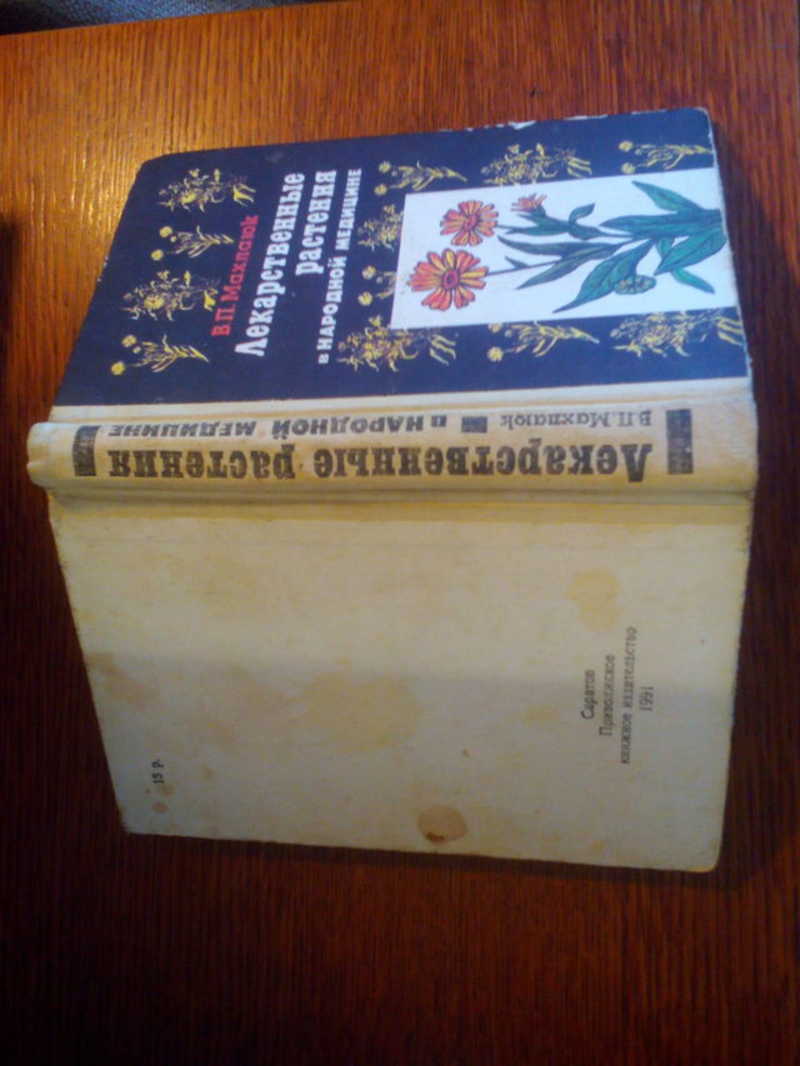 В.П. Махлаюк
Лекарственные
растения
в НАРОДНОЙ МЕДИЦИНЕ
В.П. Махлаюк
Лекарственные растения
в НАРОДНОЙ МЕДИЦИНЕ
Саратов
Приволжское
книжное издательство
1991
15 р.